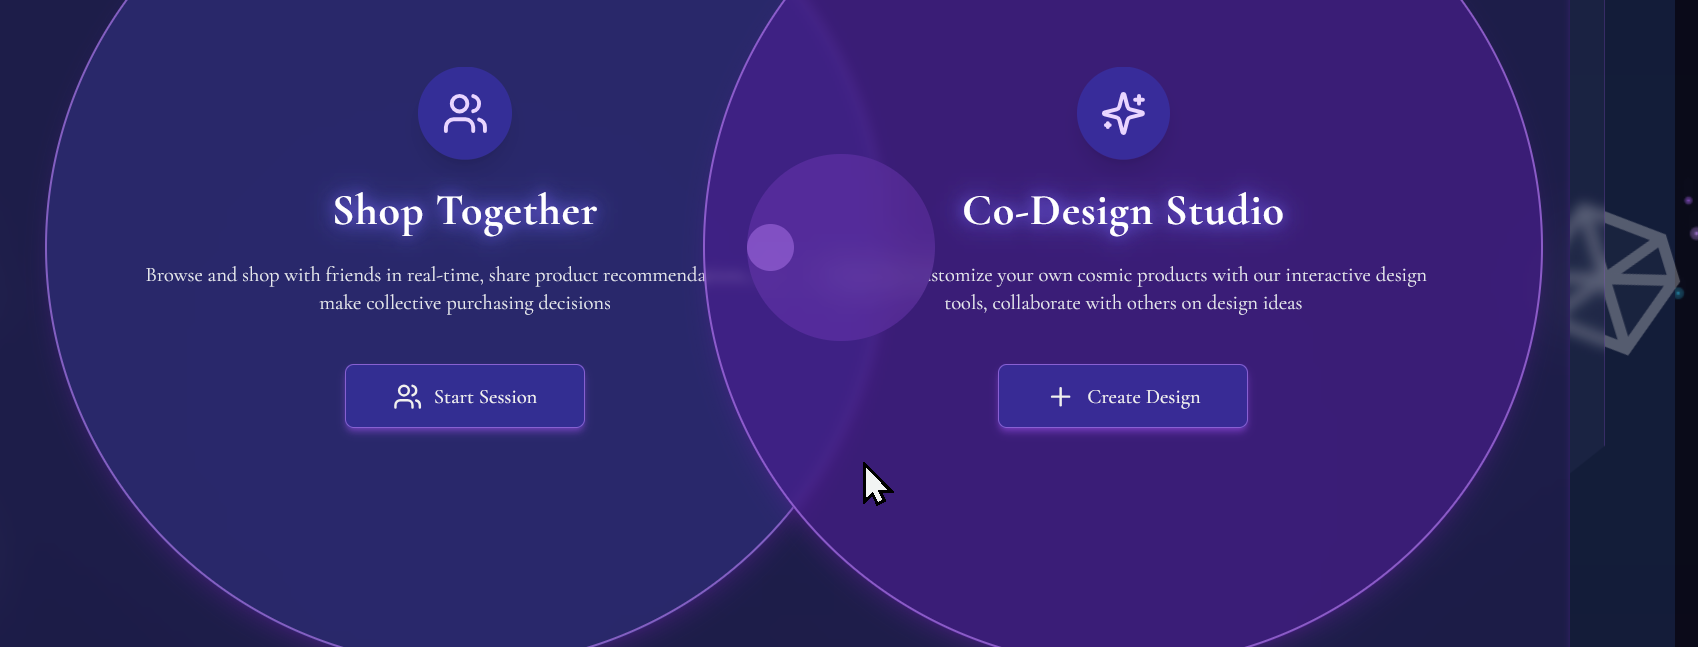 Shop Together
Browse and shop with friends in real-time, share product recommenda
make collective purchasing decisions
Start Session
Co-Design Studio
stomize your own cosmic products with our interactive design
tools, collaborate with others on design ideas
Create Design